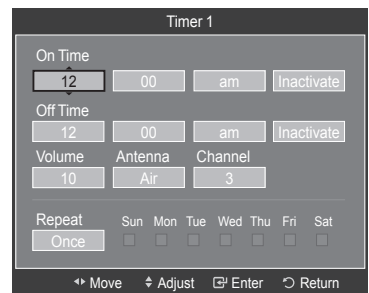 Timer 1
On Time
12 00 am Inactivate
Off Time
12 00 am Inactivate
Volume Antenna Channel
10 Air 3
Repeat Sun Mon Tue Wed Thu Fri Sat
Once
Move Adjust Enter Return